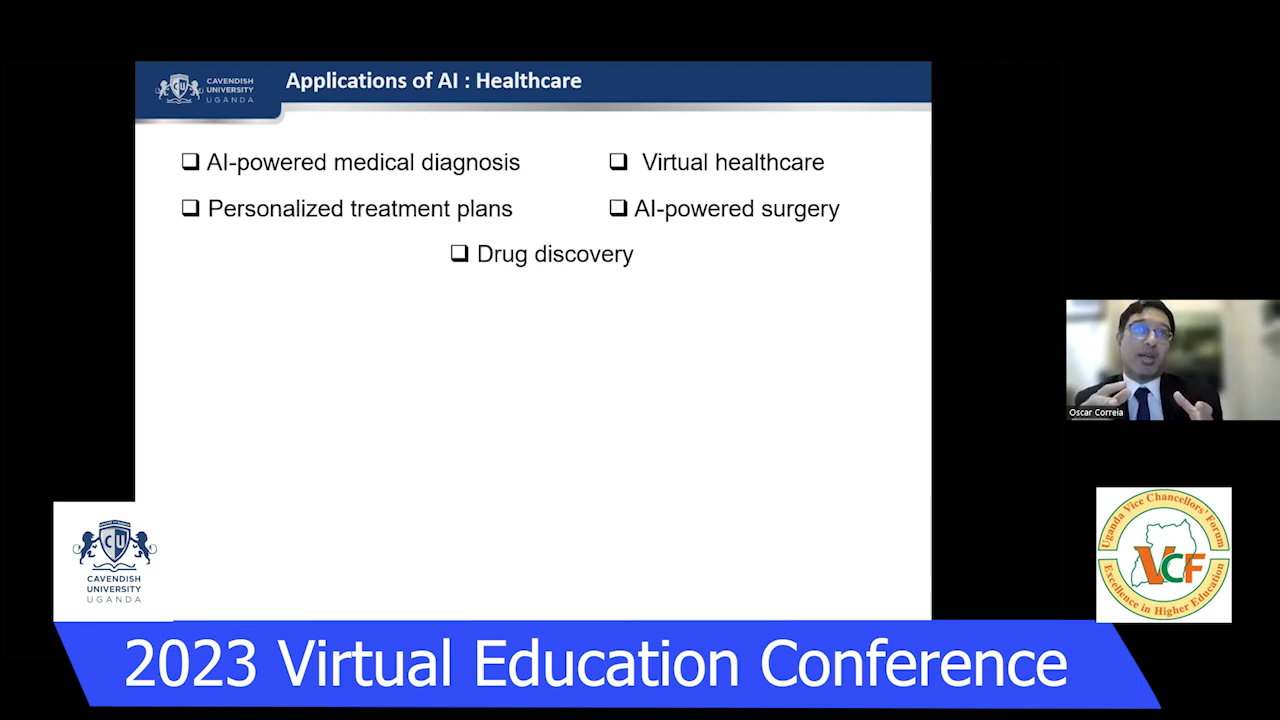 CAVENDISH
UNIVERSITY
UGANDA
Applications of AI : Healthcare
❑ AI-powered medical diagnosis
❑ Virtual healthcare
❑ Personalized treatment plans
❑ AI-powered surgery
❑ Drug discovery
Oscar Correia
CU
CAVENDISH
UNIVERSITY
UGANDA
Uganda Vice Chancellors' Forum
VCF
Excellence in Higher Education
2023 Virtual Education Conference